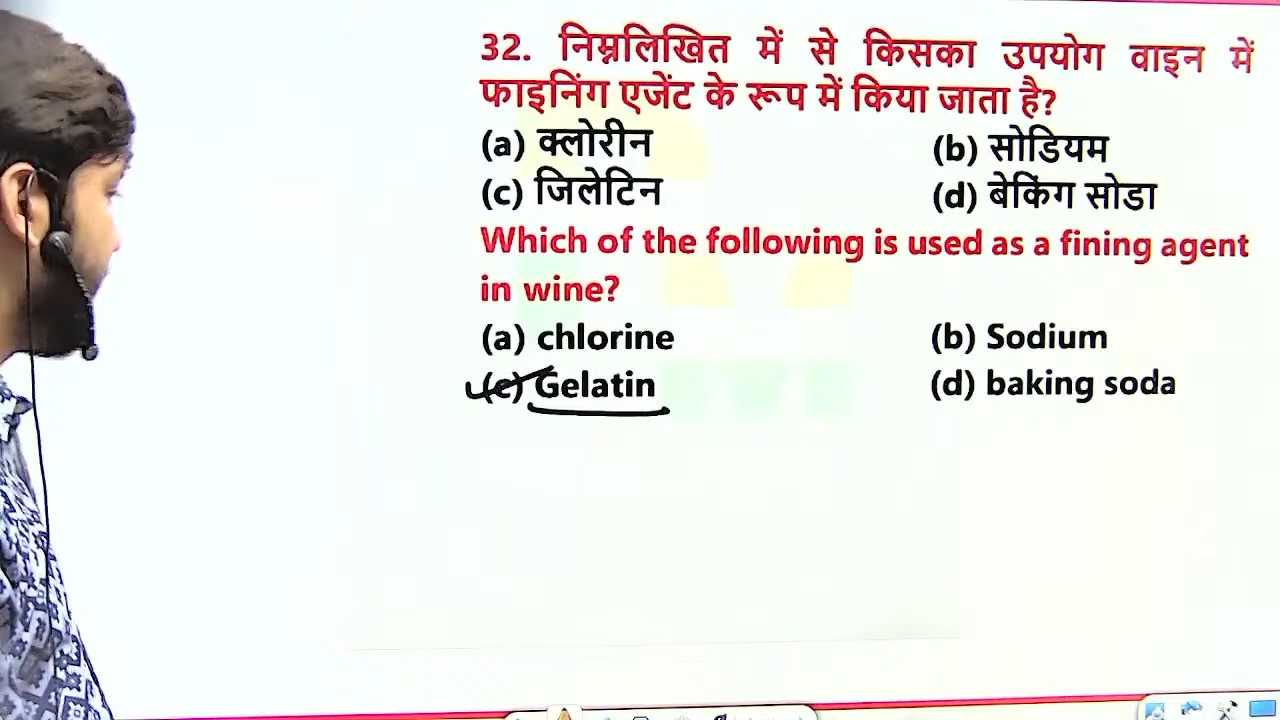 32. निम्नलिखित में से किसका उपयोग वाइन में
फाइनिंग एजेंट के रूप में किया जाता है?
(a) क्लोरीन (b) सोडियम
(c) जिलेटिन (d) बेकिंग सोडा
Which of the following is used as a fining agent
in wine?
(a) chlorine (b) Sodium
(c) Gelatin (d) baking soda